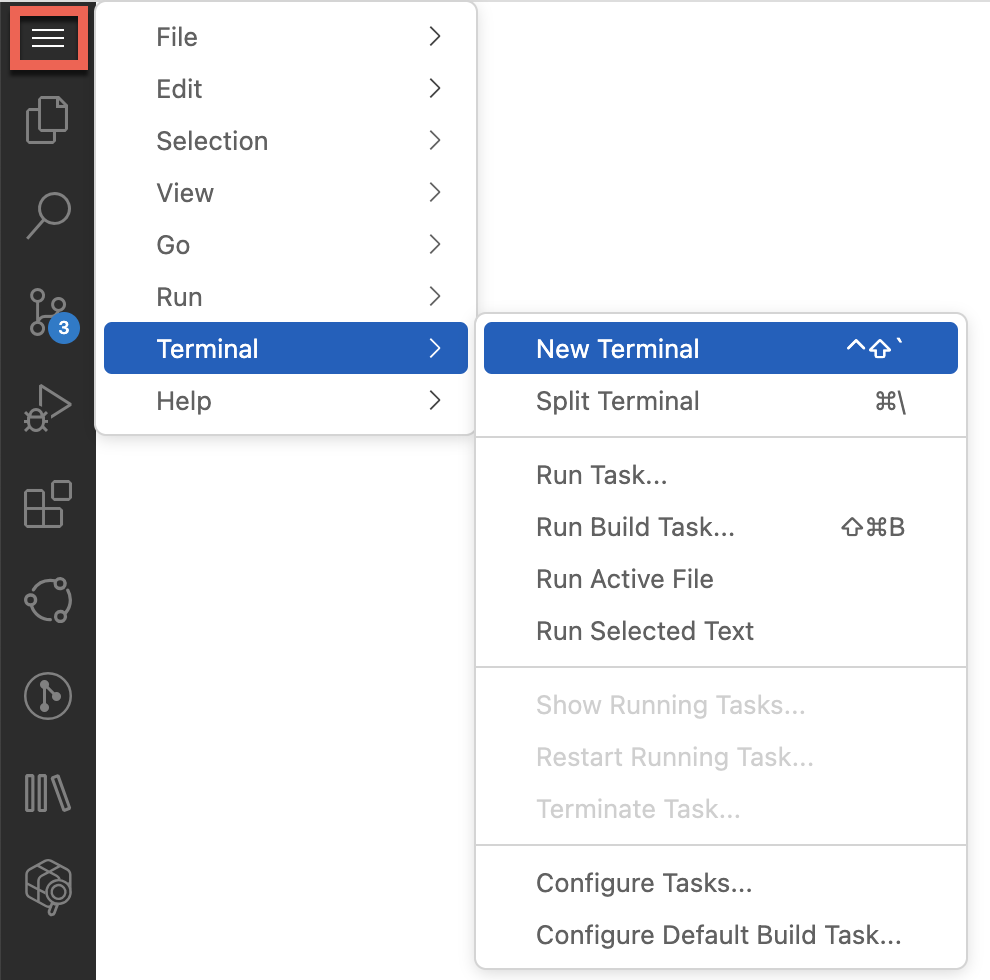 File
Edit
Selection
View
Go
Run
Terminal
Help
3
New Terminal ^⇧`
Split Terminal ⌘\
Run Task...
Run Build Task... ⇧⌘B
Run Active File
Run Selected Text
Show Running Tasks...
Restart Running Task...
Terminate Task...
Configure Tasks...
Configure Default Build Task...